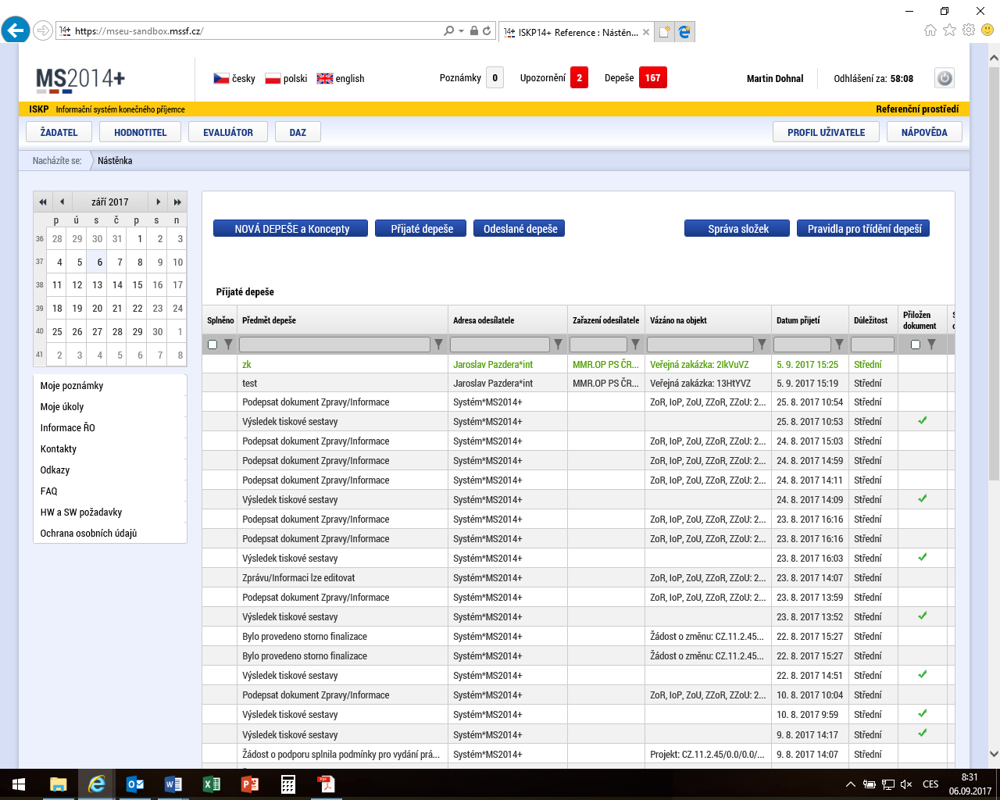 https://mseu-sandbox.mssf.cz/
14+ ISKP14+ Reference : Nástěn...
MS2014+
česky polski english
Poznámky 0 Upozornění 2 Depeše 167
Martin Dohnal Odhlášení za: 58:08
ISKP Informační systém konečného příjemce Referenční prostředí
ŽADATEL HODNOTITEL EVALUÁTOR DAZ PROFIL UŽIVATELE NÁPOVĚDA
Nacházíte se: Nástěnka
září 2017
p ú s č p s n
36 28 29 30 31 1 2 3
37 4 5 6 7 8 9 10
38 11 12 13 14 15 16 17
39 18 19 20 21 22 23 24
40 25 26 27 28 29 30 1
41 2 3 4 5 6 7 8
Moje poznámky
Moje úkoly
Informace ŘO
Kontakty
Odkazy
FAQ
HW a SW požadavky
Ochrana osobních údajů
NOVÁ DEPEŠE a Koncepty Přijaté depeše Odeslané depeše Správa složek Pravidla pro třídění depeší
Přijaté depeše
Splněno Předmět depeše Adresa odesílatele Zařazení odesílatele Vázáno na objekt Datum přijetí Důležitost Přiložen dokument
zk Jaroslav Pazdera*int MMR.OP PS ČR... Veřejná zakázka: 2IkVuVZ 5. 9. 2017 15:25 Střední
test Jaroslav Pazdera*int MMR.OP PS ČR... Veřejná zakázka: 13HtYVZ 5. 9. 2017 15:19 Střední
Podepsat dokument Zpravy/Informace Systém*MS2014+ ZoR, IoP, ZoU, ZZoR, ZZoU: 2... 25. 8. 2017 10:54 Střední
Výsledek tiskové sestavy Systém*MS2014+ 25. 8. 2017 10:53 Střední
Podepsat dokument Zpravy/Informace Systém*MS2014+ ZoR, IoP, ZoU, ZZoR, ZZoU: 2... 24. 8. 2017 15:03 Střední
Podepsat dokument Zpravy/Informace Systém*MS2014+ ZoR, IoP, ZoU, ZZoR, ZZoU: 2... 24. 8. 2017 14:59 Střední
Podepsat dokument Zpravy/Informace Systém*MS2014+ ZoR, IoP, ZoU, ZZoR, ZZoU: 2... 24. 8. 2017 14:11 Střední
Výsledek tiskové sestavy Systém*MS2014+ 24. 8. 2017 14:09 Střední
Podepsat dokument Zpravy/Informace Systém*MS2014+ ZoR, IoP, ZoU, ZZoR, ZZoU: 2... 23. 8. 2017 16:16 Střední
Podepsat dokument Zpravy/Informace Systém*MS2014+ ZoR, IoP, ZoU, ZZoR, ZZoU: 2... 23. 8. 2017 16:16 Střední
Výsledek tiskové sestavy Systém*MS2014+ 23. 8. 2017 16:03 Střední
Zprávu/Informaci lze editovat Systém*MS2014+ ZoR, IoP, ZoU, ZZoR, ZZoU: 2... 23. 8. 2017 14:07 Střední
Podepsat dokument Zpravy/Informace Systém*MS2014+ ZoR, IoP, ZoU, ZZoR, ZZoU: 2... 23. 8. 2017 13:59 Střední
Výsledek tiskové sestavy Systém*MS2014+ 23. 8. 2017 13:52 Střední
Bylo provedeno storno finalizace Systém*MS2014+ Žádost o změnu: CZ.11.2.45... 22. 8. 2017 15:27 Střední
Bylo provedeno storno finalizace Systém*MS2014+ Žádost o změnu: CZ.11.2.45... 22. 8. 2017 15:27 Střední
Výsledek tiskové sestavy Systém*MS2014+ 22. 8. 2017 14:51 Střední
Podepsat dokument Zpravy/Informace Systém*MS2014+ ZoR, IoP, ZoU, ZZoR, ZZoU: 2... 10. 8. 2017 10:04 Střední
Výsledek tiskové sestavy Systém*MS2014+ 10. 8. 2017 9:59 Střední
Výsledek tiskové sestavy Systém*MS2014+ 9. 8. 2017 14:17 Střední
Žádost o podporu splnila podmínky pro vydání prá... Systém*MS2014+ Projekt: CZ.11.2.45/0.0/0.0/... 9. 8. 2017 14:07 Střední
CES 8:31
06.09.2017